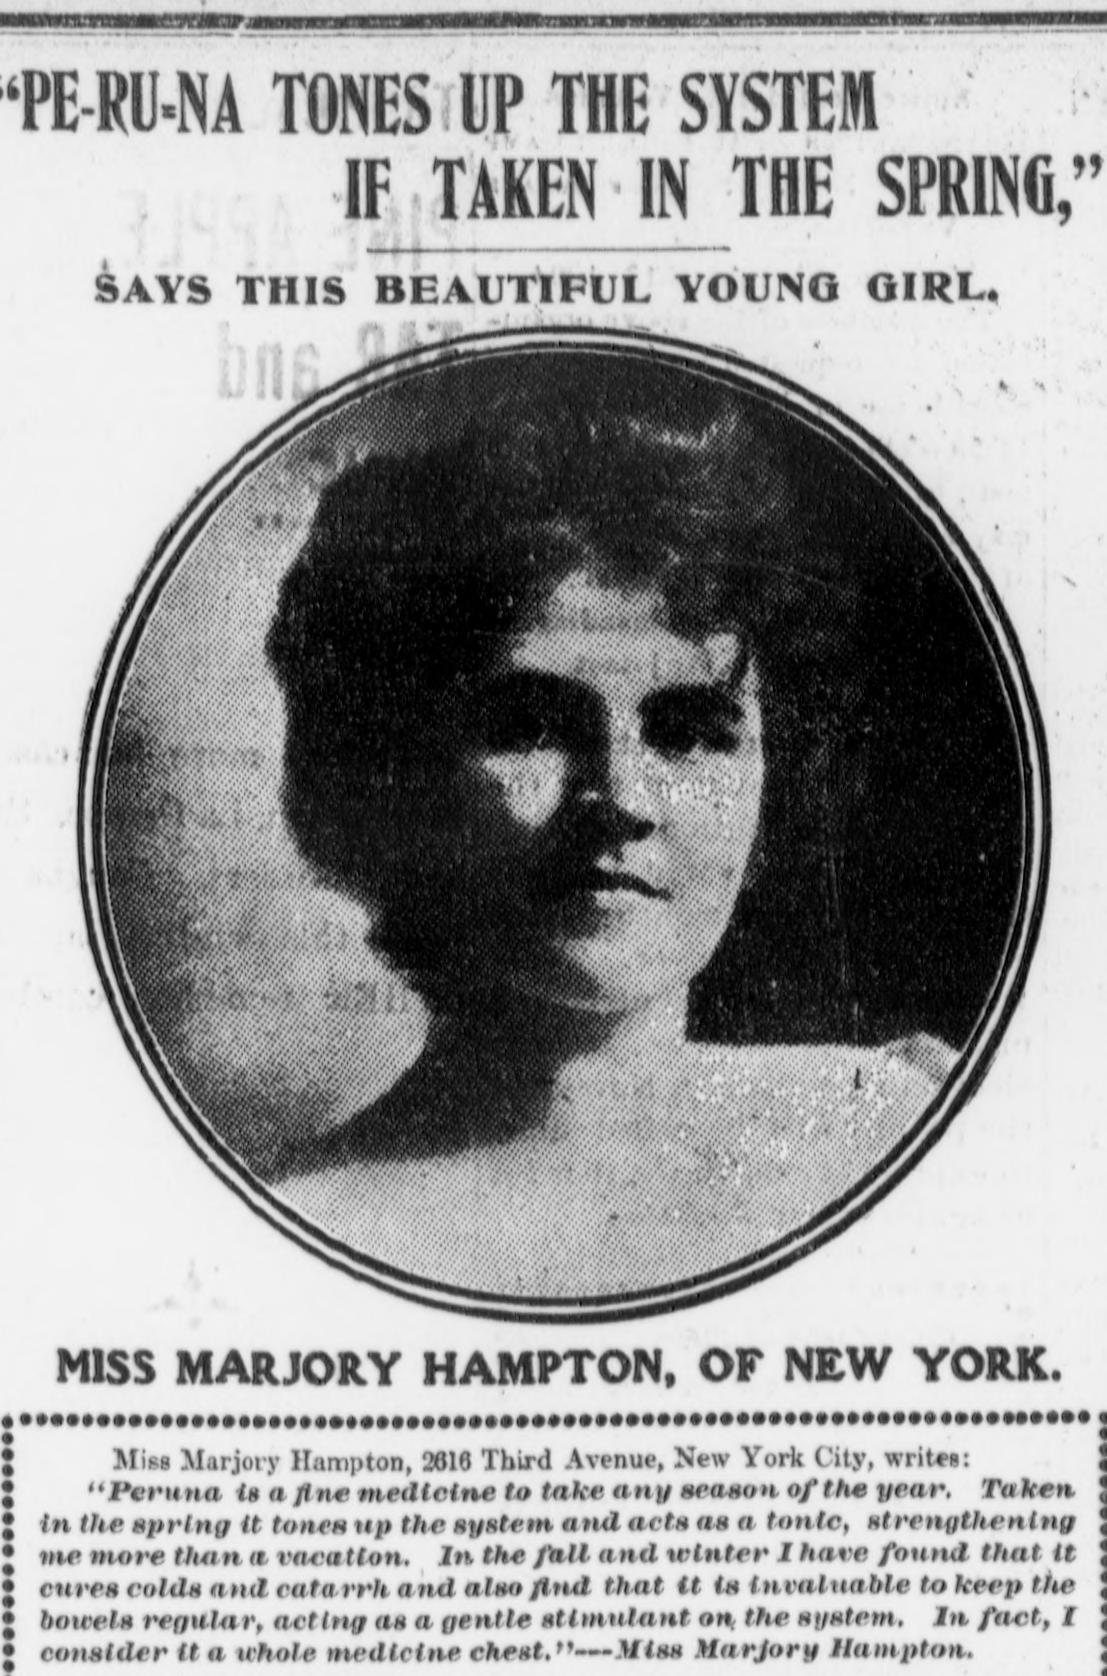 “PE-RU-NA TONES UP THE SYSTEM
IF TAKEN IN THE SPRING,”
SAYS THIS BEAUTIFUL YOUNG GIRL.
MISS MARJORY HAMPTON, OF NEW YORK.
Miss Marjory Hampton, 2616 Third Avenue, New York City, writes:
“Peruna is a fine medicine to take any season of the year. Taken
in the spring it tones up the system and acts as a tonic, strengthening
me more than a vacation. In the fall and winter I have found that it
cures colds and catarrh and also find that it is invaluable to keep the
bowels regular, acting as a gentle stimulant on the system. In fact, I
consider it a whole medicine chest.”---Miss Marjory Hampton.